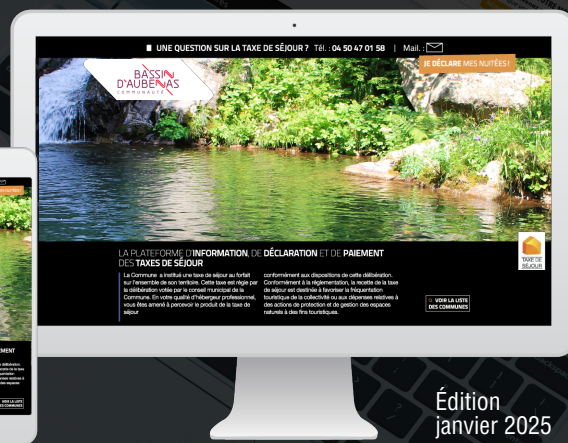 UNE QUESTION SUR LA TAXE DE SÉJOUR ? Tél. : 04 50 47 01 58 | Mail. :
JE DÉCLARE MES NUITÉES !
BASSIN
D'AUBENAS
COMMUNAUTÉ
LA PLATEFORME D'INFORMATION, DE DÉCLARATION ET DE PAIEMENT
DES TAXES DE SÉJOUR
La Commune a institué une taxe de séjour au forfait
sur l'ensemble de son territoire. Cette taxe est régie par
la délibération votée par le conseil municipal de la
Commune. En votre qualité d'hébergeur professionnel,
vous êtes amené à percevoir le produit de la taxe de
séjour
conformément aux dispositions de cette délibération.
Conformément à la réglementation, la recette de la taxe
de séjour est destinée à favoriser la fréquentation
touristique de la collectivité ou aux dépenses relatives à
des actions de protection et de gestion des espaces
naturels à des fins touristiques.
TAXE DE
SÉJOUR
VOIR LA LISTE
DES COMMUNES
Édition
janvier 2025